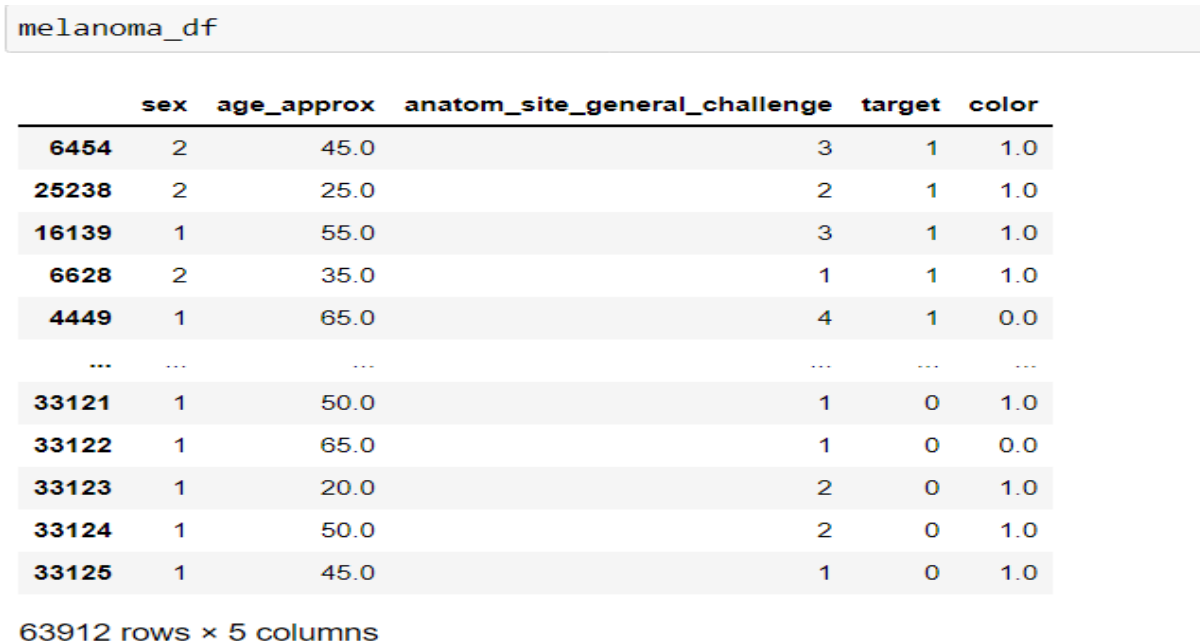 melanoma_df
sex age_approx anatom_site_general_challenge target color
6454 2 45.0 3 1 1.0
25238 2 25.0 2 1 1.0
16139 1 55.0 3 1 1.0
6628 2 35.0 1 1 1.0
4449 1 65.0 4 1 0.0
... ... ... ... ... ...
33121 1 50.0 1 0 1.0
33122 1 65.0 1 0 0.0
33123 1 20.0 2 0 1.0
33124 1 50.0 2 0 1.0
33125 1 45.0 1 0 1.0
63912 rows × 5 columns